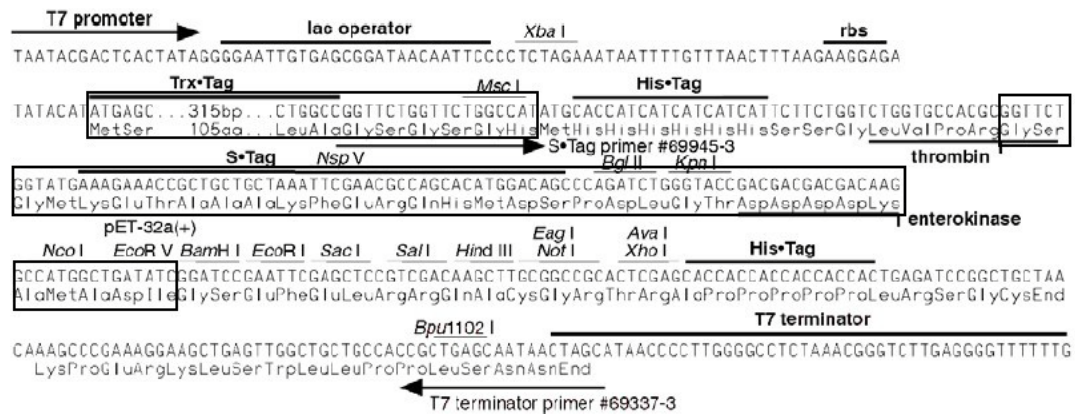 T7 promoter lac operator Xba I rbs
TAATACGACTCACTATAGGGGAATTGTGAGCGGATAACAATTCCCCTCTAGAAATAATTTTGTTTAACTTTAAGAAGGAGA
Trx•Tag Msc I His•Tag
TATACATATGAGC...315bp...CTGGCCGGTTCTGGTTCTGGCCATATGCACCATCATCATCATCATTCTTCTGGTCTGGTGCCACGCGGTTCT
MetSer 105aa...LeuAlaGlySerGlySerGlyHisMetHisHisHisHisHisHisSerSerGlyLeuValProArgGlySer
S•Tag primer #69945-3 thrombin
S•Tag Nsp V Bgl II Kpn I
GGTATGAAAGAAACCGCTGCTGCTAAATTCGAACGCCAGCACATGGACAGCCCAGATCTGGGTACCGACGACGACGACAAG
GlyMetLysGluThrAlaAlaAlaLysPheGluArgGlnHisMetAspSerProAspLeuGlyThrAspAspAspAspLys
pET-32a(+) enterokinase
Eag I Ava I
Nco I EcoR V BamH I EcoR I Sac I Sal I Hind III Not I Xho I His•Tag
GCCATGGCTGATATCGGATCCGAATTCGAGCTCCGTCGACAAGCTTGCGGCCGCACTCGAGCACCACCACCACCACCACTGAGATCCGGCTGCTAA
AlaMetAlaAspIleGlySerGluPheGluLeuArgArgGlnAlaCysGlyArgThrArgAlaProProProProProLeuArgSerGlyCysEnd
Bpu1102 I T7 terminator
CAAAGCCCGAAAGGAAGCTGAGTTGGCTGCTGCCACCGCTGAGCAATAACTAGCATAACCCCTTGGGGCCTCTAAACGGGTCTTGAGGGGTTTTTTG
LysProGluArgLysLeuSerTrpLeuLeuProProLeuSerAsnAsnEnd
T7 terminator primer #69337-3